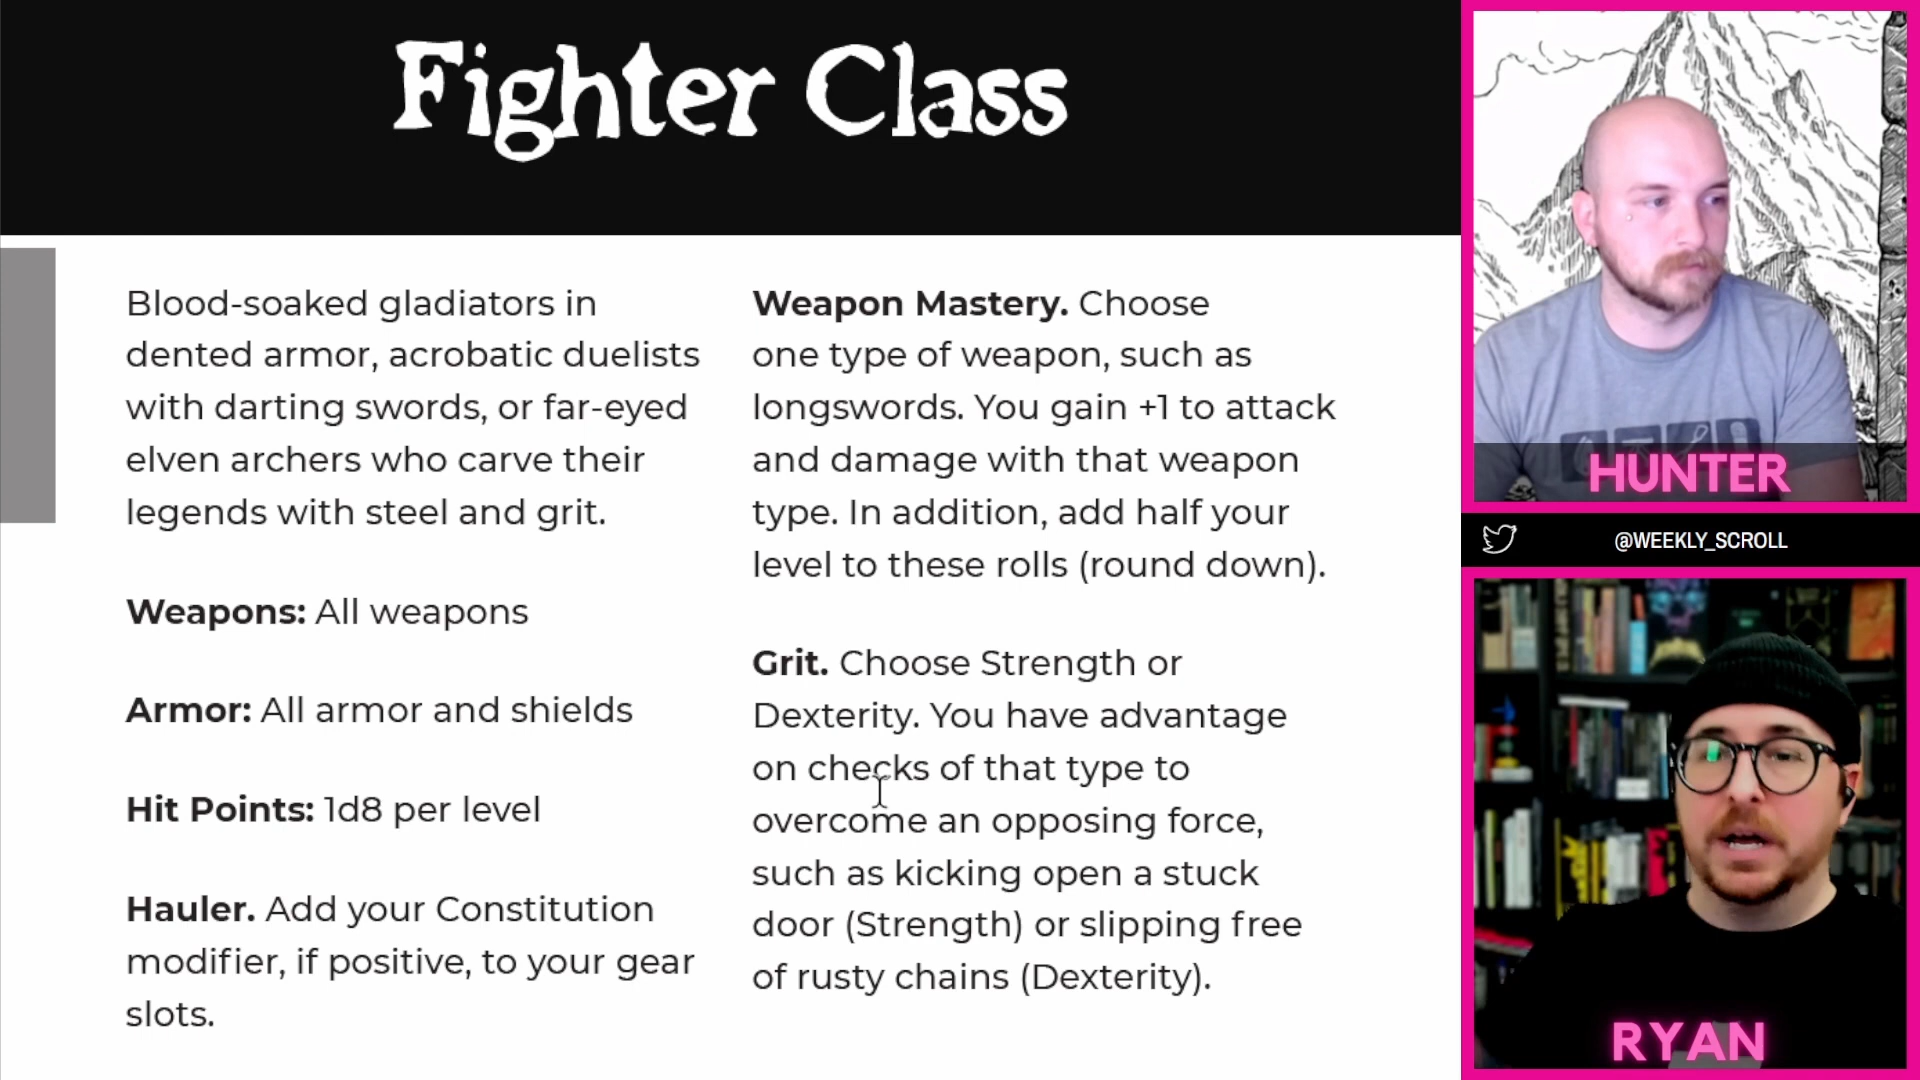 Fighter Class
Blood-soaked gladiators in
dented armor, acrobatic duelists
with darting swords, or far-eyed
elven archers who carve their
legends with steel and grit.
Weapons: All weapons
Armor: All armor and shields
Hit Points: 1d8 per level
Hauler. Add your Constitution
modifier, if positive, to your gear
slots.
Weapon Mastery. Choose
one type of weapon, such as
longswords. You gain +1 to attack
and damage with that weapon
type. In addition, add half your
level to these rolls (round down).
Grit. Choose Strength or
Dexterity. You have advantage
on checks of that type to
overcome an opposing force,
such as kicking open a stuck
door (Strength) or slipping free
of rusty chains (Dexterity).
HUNTER
@WEEKLY_SCROLL
RYAN